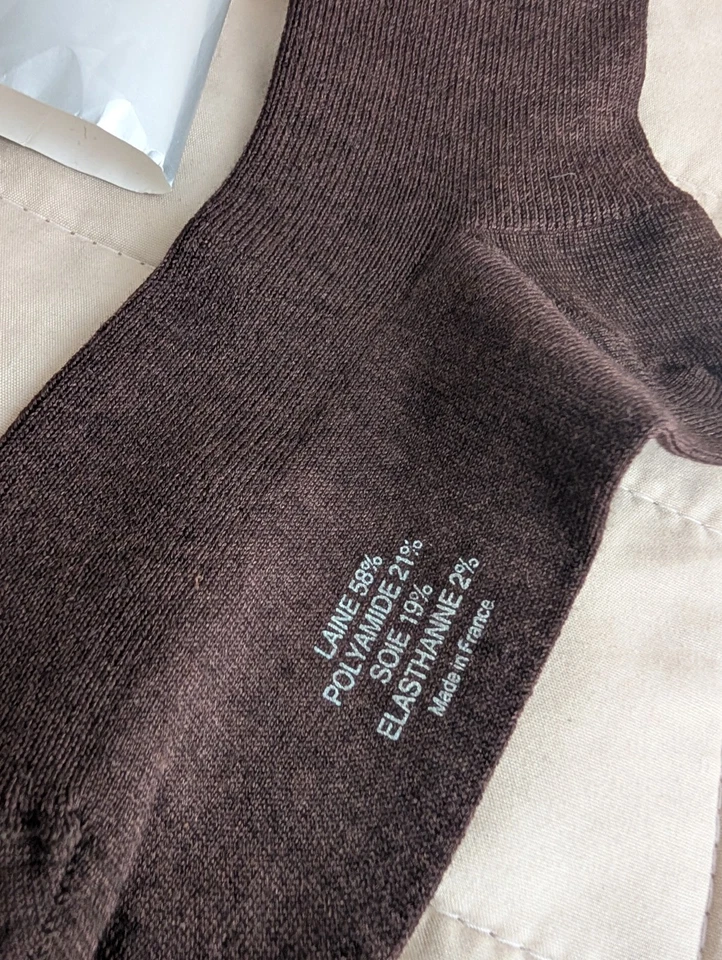 LAINE 58%
POLYAMIDE 21%
SOIE 19%
ELASTHANNE 2%
Made in France